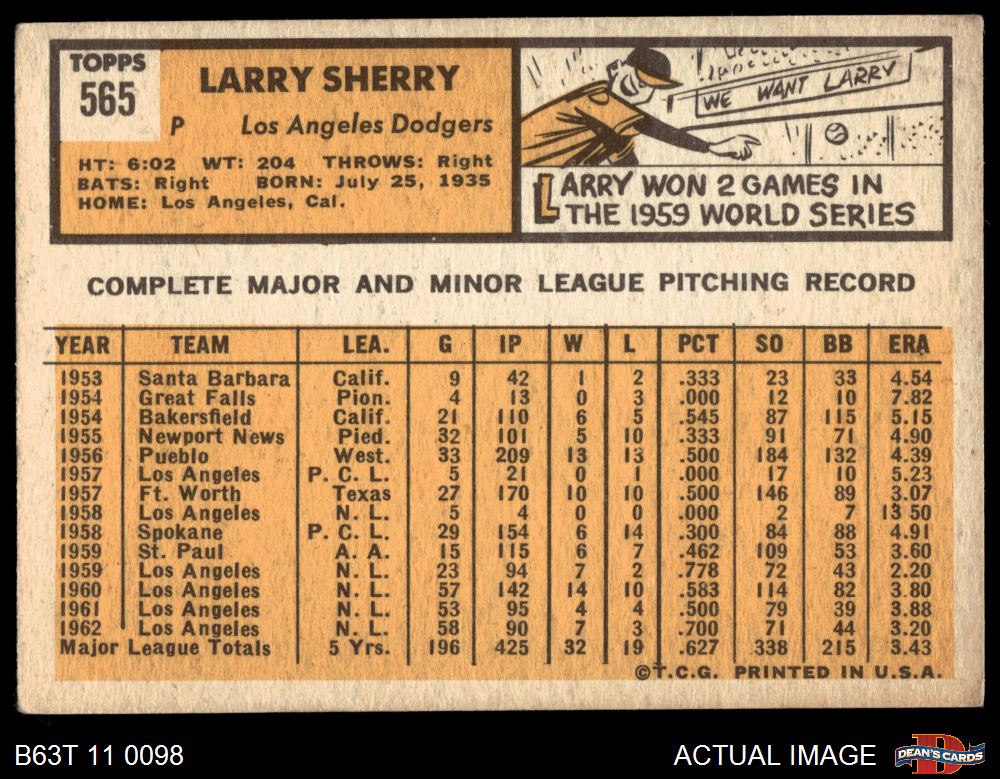 TOPPS
565
LARRY SHERRY
P Los Angeles Dodgers
HT: 6:02 WT: 204 THROWS: Right
BATS: Right BORN: July 25, 1935
HOME: Los Angeles, Cal.
WE WANT LARRY
LARRY WON 2 GAMES IN
THE 1959 WORLD SERIES
COMPLETE MAJOR AND MINOR LEAGUE PITCHING RECORD
YEAR TEAM LEA. G IP W L PCT SO BB ERA
1953 Santa Barbara Calif. 9 42 1 2 .333 23 33 4.54
1954 Great Falls Pion. 4 13 0 3 .000 12 10 7.82
1954 Bakersfield Calif. 21 110 6 5 .545 87 115 5.15
1955 Newport News Pied. 32 101 5 10 .333 91 71 4.90
1956 Pueblo West. 33 209 13 13 .500 184 132 4.39
1957 Los Angeles P. C. L. 5 21 0 1 .000 17 10 5.23
1957 Ft. Worth Texas 27 170 10 10 .500 146 89 3.07
1958 Los Angeles N. L. 5 4 0 0 .000 2 7 13 50
1958 Spokane P. C. L. 29 154 6 14 .300 84 88 4.91
1959 St. Paul A. A. 15 115 6 7 .462 109 53 3.60
1959 Los Angeles N. L. 23 94 7 2 .778 72 43 2.20
1960 Los Angeles N. L. 57 142 14 10 .583 114 82 3.80
1961 Los Angeles N. L. 53 95 4 4 .500 79 39 3.88
1962 Los Angeles N. L. 58 90 7 3 .700 71 44 3.20
Major League Totals 5 Yrs. 196 425 32 19 .627 338 215 3.43
©T.C.G. PRINTED IN U.S.A.
B63T 11 0098
ACTUAL IMAGE
DEAN'S CARDS